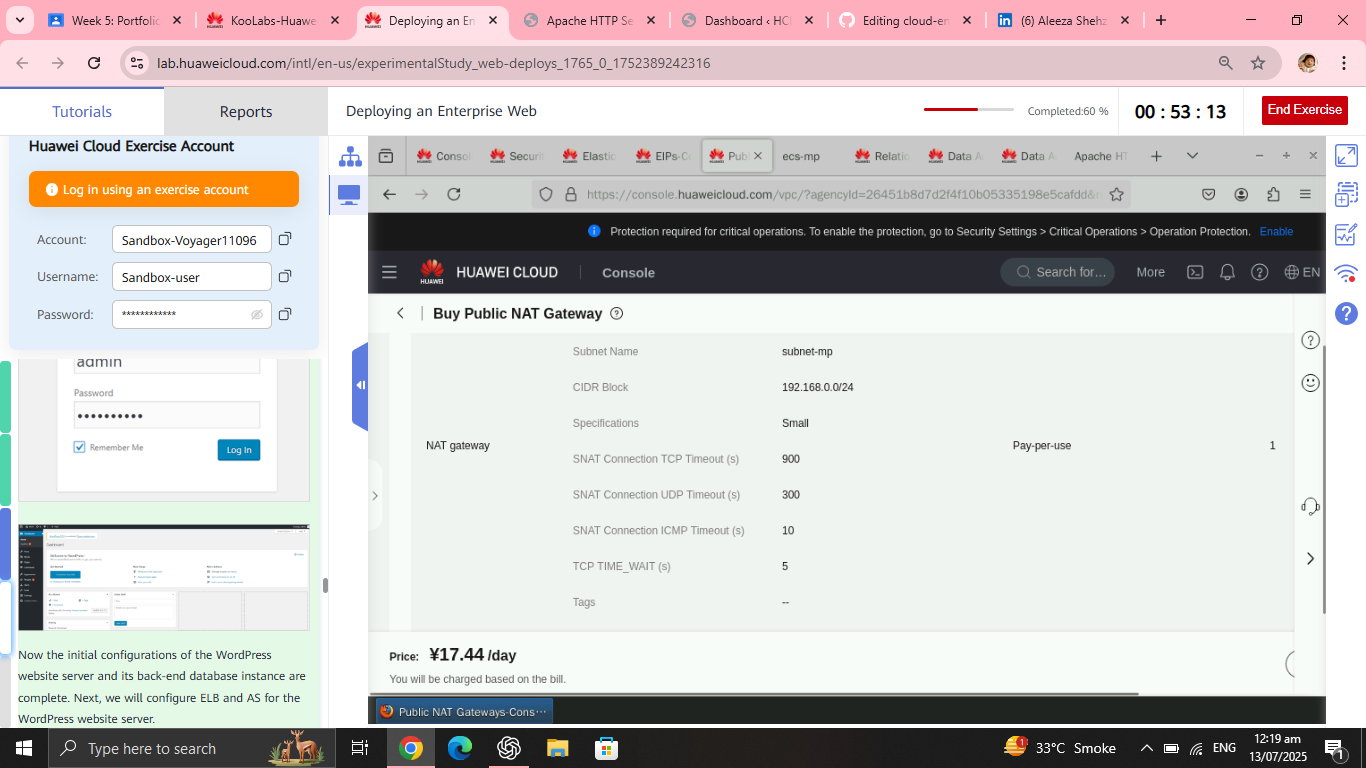 Week 5: Portfolio
KooLabs-Huawe
Deploying an En
Apache HTTP Se
Dashboard ‹ HCI
Editing cloud-en
(6) Aleeza Shehz
lab.huaweicloud.com/intl/en-us/experimentalStudy_web-deploys_1765_0_1752389242316
Tutorials
Reports
Deploying an Enterprise Web
Completed:60 %
00 : 53 : 13
End Exercise
Huawei Cloud Exercise Account
Log in using an exercise account
Account: Sandbox-Voyager11096
Username: Sandbox-user
Password: ************
admin
Password
Remember Me
Log In
Now the initial configurations of the WordPress
website server and its back-end database instance are
complete. Next, we will configure ELB and AS for the
WordPress website server.
Conso
Securi
Elastic
EIPs-C
Pub
ecs-mp
Relatio
Data A
Data A
Apache HT
https://console.huaweicloud.com/vpc/?agencyId=26451b8d7d2f4f10b05335198e5cafdd&
Protection required for critical operations. To enable the protection, go to Security Settings > Critical Operations > Operation Protection. Enable
HUAWEI
HUAWEI CLOUD
Console
Search for...
More
EN
Buy Public NAT Gateway
Subnet Name subnet-mp
CIDR Block 192.168.0.0/24
Specifications Small
NAT gateway Pay-per-use 1
SNAT Connection TCP Timeout (s) 900
SNAT Connection UDP Timeout (s) 300
SNAT Connection ICMP Timeout (s) 10
TCP TIME_WAIT (s) 5
Tags --
Price: ¥17.44 /day
You will be charged based on the bill.
Public NAT Gateways-Cons···
Type here to search
33°C Smoke
ENG
12:19 am
13/07/2025
1